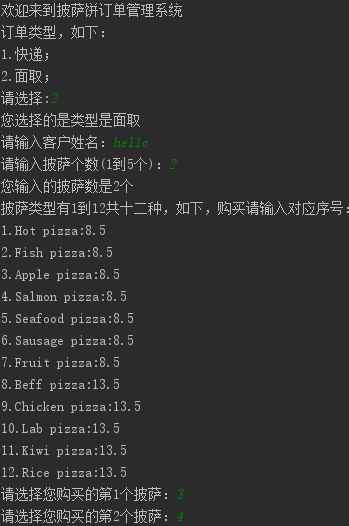 欢迎来到披萨饼订单管理系统
订单类型，如下：
1.快递；
2.面取；
请选择:2
您选择的是类型是面取
请输入客户姓名：hello
请输入披萨个数(1到5个)：2
您输入的披萨数是2个
披萨类型有1到12共十二种，如下，购买请输入对应序号：
1.Hot pizza:8.5
2.Fish pizza:8.5
3.Apple pizza:8.5
4.Salmon pizza:8.5
5.Seafood pizza:8.5
6.Sausage pizza:8.5
7.Fruit pizza:8.5
8.Beff pizza:13.5
9.Chicken pizza:13.5
10.Lab pizza:13.5
11.Kiwi pizza:13.5
12.Rice pizza:13.5
请选择您购买的第1个披萨：3
请选择您购买的第2个披萨：4